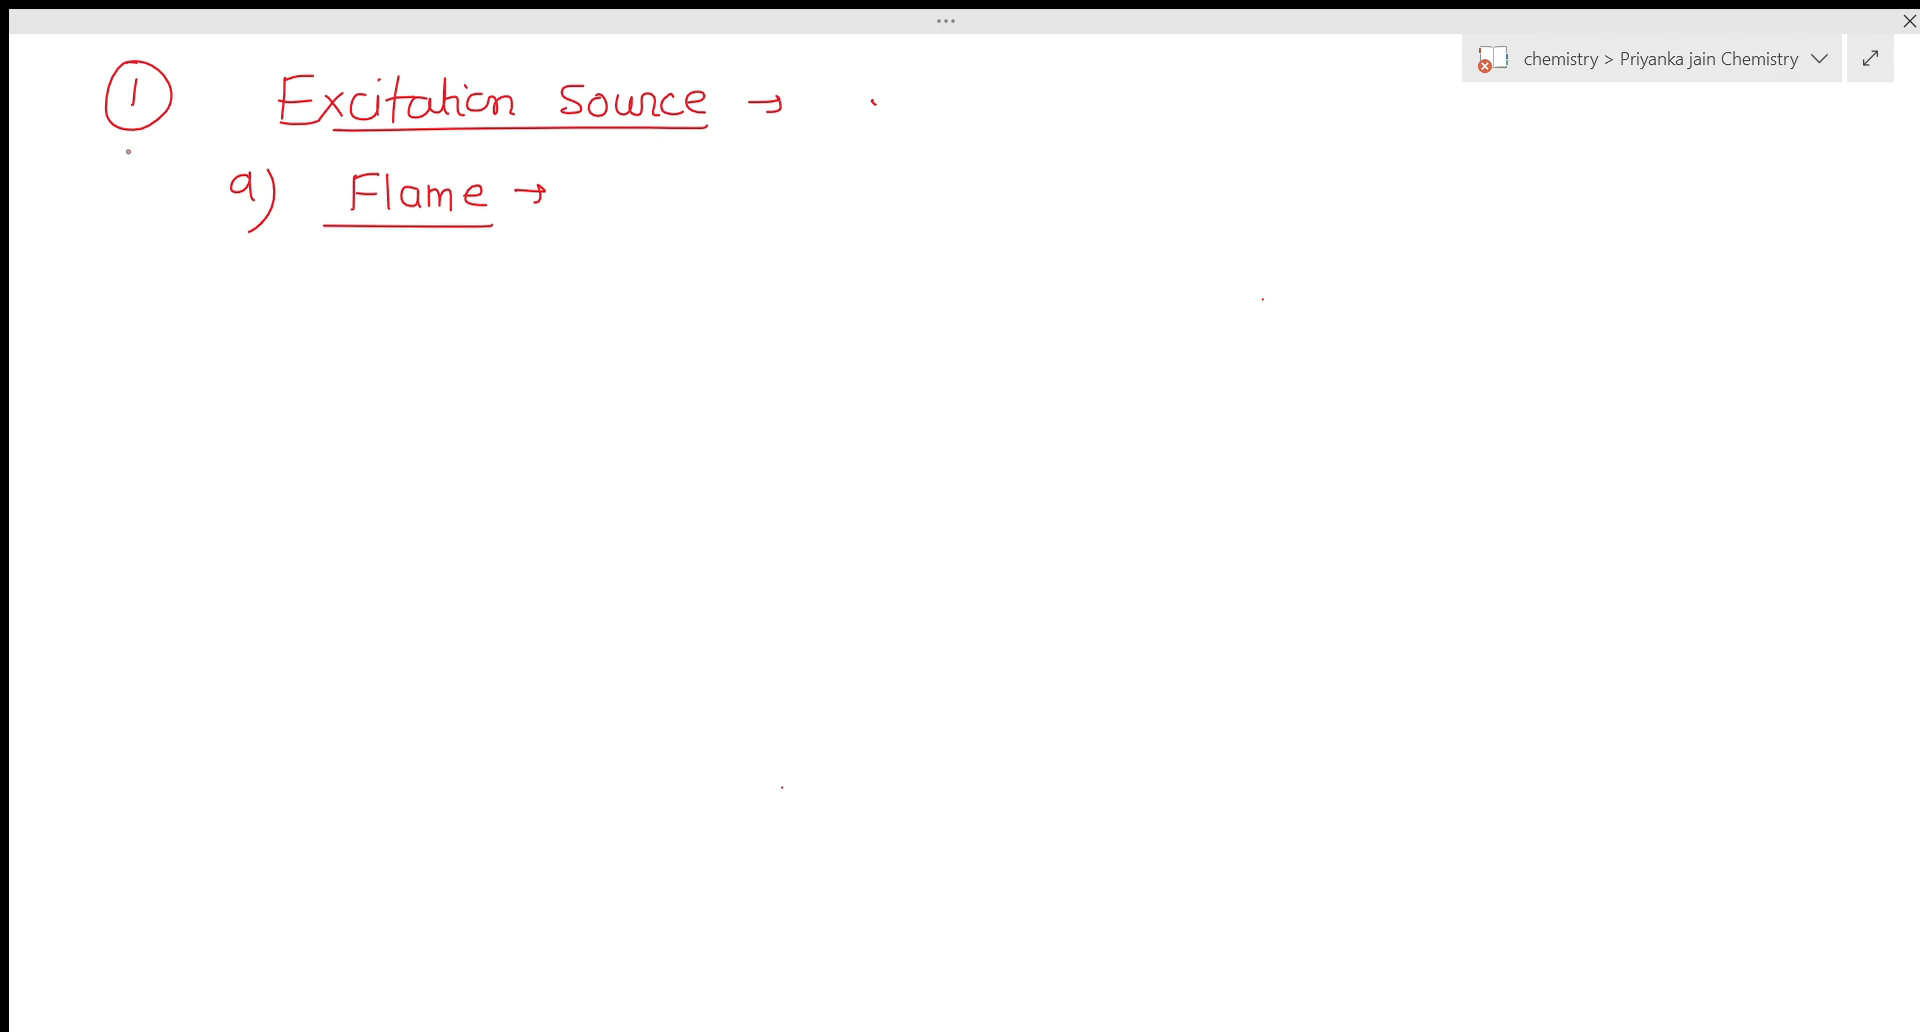 chemistry > Priyanka jain Chemistry
① Excitation source →
a) Flame →